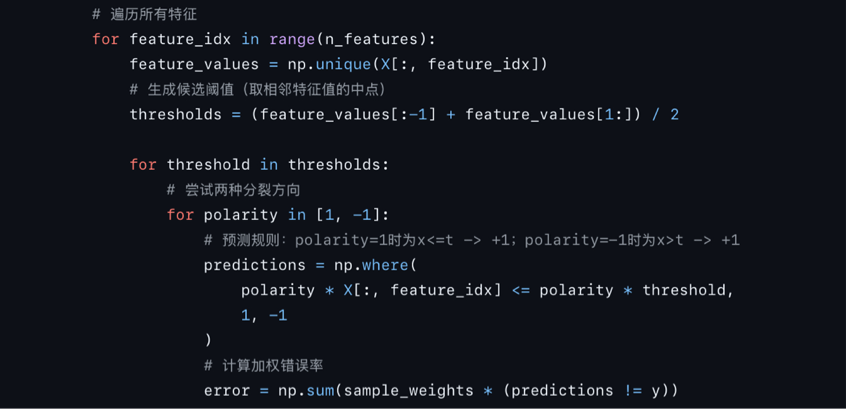 # 遍历所有特征
for feature_idx in range(n_features):
    feature_values = np.unique(X[:, feature_idx])
    # 生成候选阈值（取相邻特征值的中点）
    thresholds = (feature_values[:-1] + feature_values[1:]) / 2

    for threshold in thresholds:
        # 尝试两种分裂方向
        for polarity in [1, -1]:
            # 预测规则：polarity=1时为x<=t -> +1；polarity=-1时为x>t -> +1
            predictions = np.where(
                polarity * X[:, feature_idx] <= polarity * threshold,
                1, -1
            )
            # 计算加权错误率
            error = np.sum(sample_weights * (predictions != y))